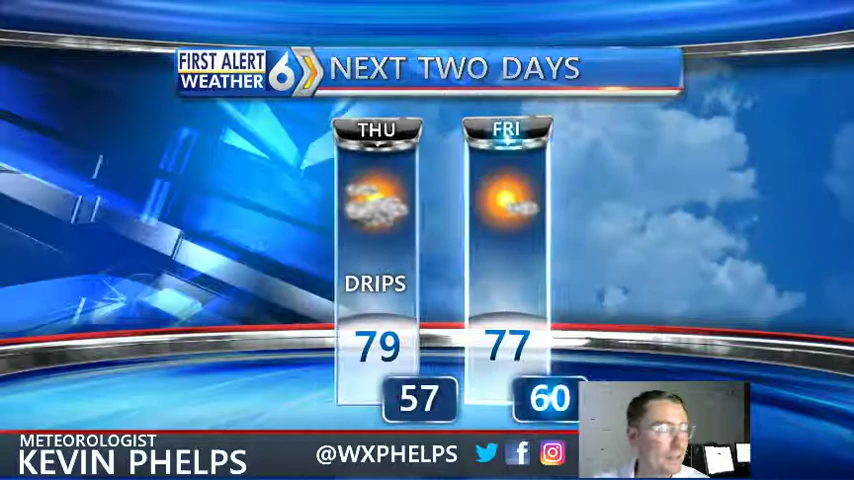 FIRST ALERT
WEATHER 6
NEXT TWO DAYS
THU
FRI
DRIPS
79
77
57
60
METEOROLOGIST
KEVIN PHELPS
@WXPHELPS